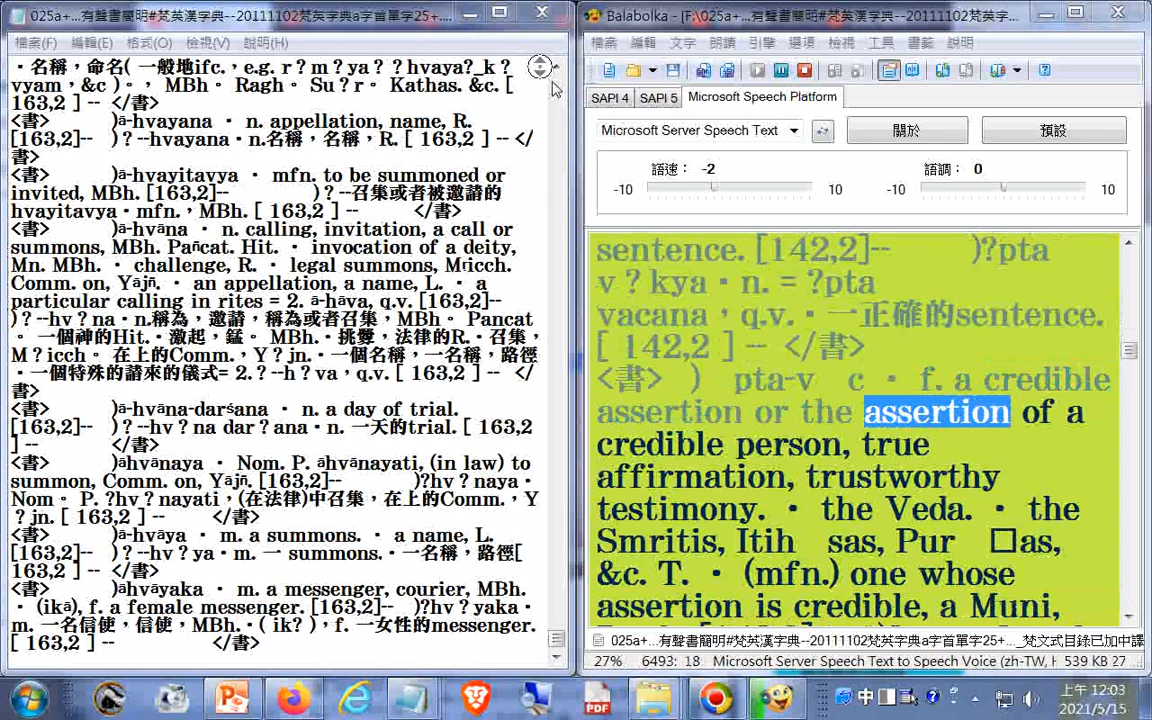 025a+...有聲書簡明#梵英漢字典--20111102梵英字典a字首單字25+...
檔案(F) 編輯(E) 格式(O) 檢視(V) 說明(H)
・名稱，命名( 一般地ifc.，e.g. r？m？ya？？hvaya?_k？
vyam，&c )。， MBh。 Ragh。 Su？r。 Kathas. &c. [
163,2] -- </書>
<書> )ā-hvayana ・ n. appellation, name, R.
[163,2]-- )？--hvayana・n.名稱，名稱，R. [ 163,2 ] -- </
書>
<書> )ā-hvayitavya ・ mfn. to be summoned or
invited, MBh. [163,2]-- )？--召集或者被邀請的
hvayitavya・mfn.，MBh. [ 163,2 ] -- </書>
<書> )ā-hvāna ・ n. calling, invitation, a call or
summons, MBh. Pañcat. Hit. ・ invocation of a deity,
Mn. MBh. ・ challenge, R. ・ legal summons, Mṛicch.
Comm. on, Yājñ. ・ an appellation, a name, L. ・ a
particular calling in rites = 2. ā-hāva, q.v. [163,2]--
)？--hv？na・n.稱為，邀請，稱為或者召集，MBh。 Pancat
。 一個神的Hit.・激起，錳。 MBh.・挑釁，法律的R.・召集，
M？icch。 在上的Comm.，Y？jn.・一個名稱，一名稱，路徑
・一個特殊的請來的儀式= 2.？--h？va，q.v. [ 163,2 ] -- </
書>
<書> )ā-hvāna-darśana ・ n. a day of trial.
[163,2]-- )？--hv？na dar？ana・n. 一天的trial. [ 163,2
] -- </書>
<書> )āhvānaya ・ Nom. P. āhvānayati, (in law) to
summon, Comm. on, Yājñ. [163,2]-- )?hv？naya・
Nom。 P. ?hv？nayati，(在法律)中召集，在上的Comm.，Y
？jn. [ 163,2 ] -- </書>
<書> )ā-hvāya ・ m. a summons. ・ a name, L.
[163,2]-- )？--hv？ya・m. 一 summons.・一名稱，路徑[
163,2 ] -- </書>
<書> )āhvāyaka ・ m. a messenger, courier, MBh.
・ (ikā), f. a female messenger. [163,2]-- )?hv？yaka・
m. 一名信使，信使，MBh.・( ik？)，f. 一女性的messenger.
[ 163,2 ] -- </書>
Balabolka - [F:\025a+...有聲書簡明#梵英漢字典--20111102梵英字...
檔案 編輯 文字 朗讀 引擎 選項 檢視 工具 書籤 說明
SAPI 4 SAPI 5 Microsoft Speech Platform
Microsoft Server Speech Text 關於 預設
語速： -2 語調： 0
-10 10 -10 10
sentence. [142,2]-- )?pta
v？kya・n. = ?pta
vacana，q.v.・一正確的sentence.
[ 142,2 ] -- </書>
<書> ) pta-v c ・ f. a credible
assertion or the assertion of a
credible person, true
affirmation, trustworthy
testimony. ・ the Veda. ・ the
Smritis, Itih sas, Pur □as,
&c. T. ・ (mfn.) one whose
assertion is credible, a Muni,
025a+...有聲書簡明#梵英漢字典--20111102梵英字典a字首單字25+..._梵文式目錄已加中譯
27% 6493: 18 Microsoft Server Speech Text to Speech Voice (zh-TW, H 539 KB 27
中
PDF
上午 12:03
2021/5/15